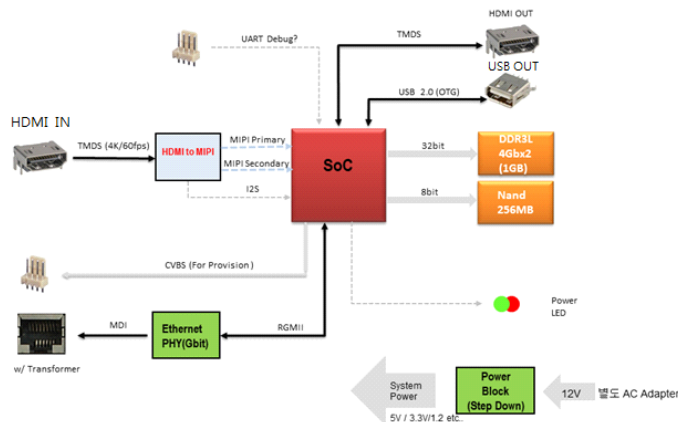 HDMI OUT
UART Debug?
TMDS
USB OUT
USB 2.0 (OTG)
HDMI IN
TMDS (4K/60fps)
HDMI to MIPI
MIPI Primary
MIPI Secondary
I2S
SoC
32bit
DDR3L
4Gbx2
(1GB)
8bit
Nand
256MB
CVBS (For Provision)
Power
LED
MDI
Ethernet
PHY(Gbit)
RGMII
w/ Transformer
System
Power
5V / 3.3V/1.2 etc..
Power
Block
(Step Down)
12V
별도 AC Adapter